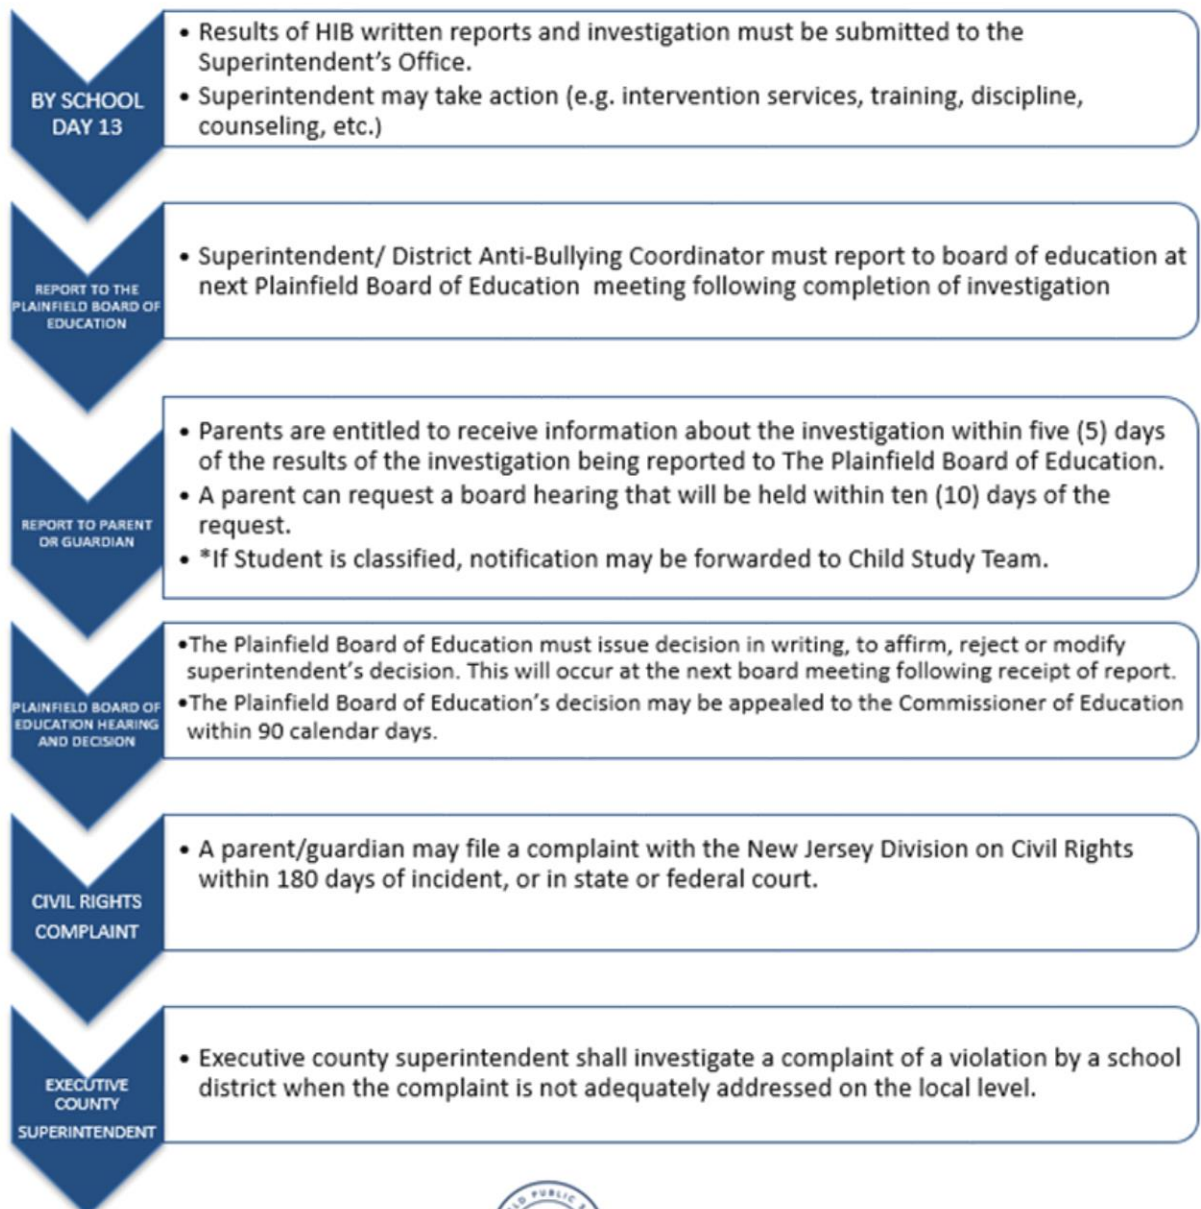 BY SCHOOL
DAY 13
• Results of HIB written reports and investigation must be submitted to the
Superintendent's Office.
• Superintendent may take action (e.g. intervention services, training, discipline,
counseling, etc.)
REPORT TO THE
PLAINFIELD BOARD OF
EDUCATION
• Superintendent/ District Anti-Bullying Coordinator must report to board of education at
next Plainfield Board of Education meeting following completion of investigation
REPORT TO PARENT
OR GUARDIAN
• Parents are entitled to receive information about the investigation within five (5) days
of the results of the investigation being reported to The Plainfield Board of Education.
• A parent can request a board hearing that will be held within ten (10) days of the
request.
• *If Student is classified, notification may be forwarded to Child Study Team.
PLAINFIELD BOARD OF
EDUCATION HEARING
AND DECISION
•The Plainfield Board of Education must issue decision in writing, to affirm, reject or modify
superintendent's decision. This will occur at the next board meeting following receipt of report.
•The Plainfield Board of Education's decision may be appealed to the Commissioner of Education
within 90 calendar days.
CIVIL RIGHTS
COMPLAINT
• A parent/guardian may file a complaint with the New Jersey Division on Civil Rights
within 180 days of incident, or in state or federal court.
EXECUTIVE
COUNTY
SUPERINTENDENT
• Executive county superintendent shall investigate a complaint of a violation by a school
district when the complaint is not adequately addressed on the local level.
PUBLIC